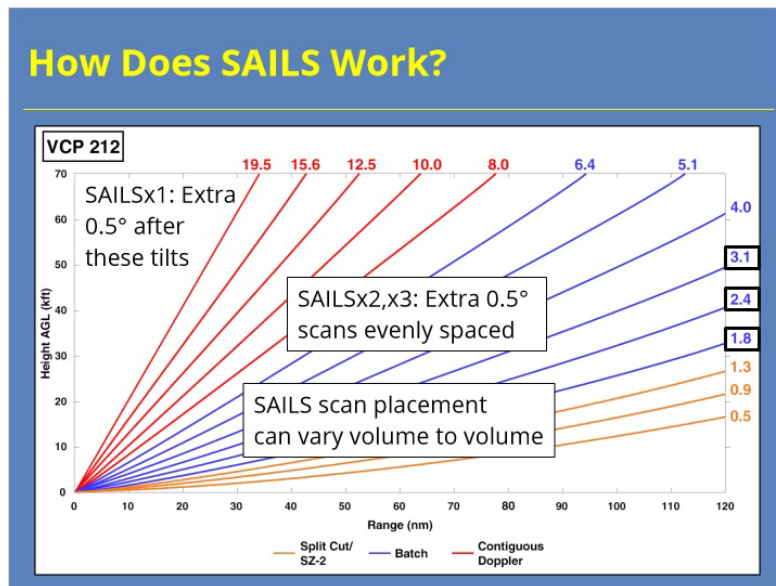 How Does SAILS Work?
VCP 212
19.5 15.6 12.5 10.0 8.0 6.4 5.1
70
SAILSx1: Extra
0.5° after
these tilts
4.0
60
3.1
50
SAILSx2,x3: Extra 0.5°
scans evenly spaced
2.4
40
1.8
30
1.3
SAILS scan placement
can vary volume to volume
0.9
20
0.5
10
0
Height AGL (kft)
0 10 20 30 40 50 60 70 80 90 100 110 120
Range (nm)
Split Cut/
SZ-2
Batch
Contiguous
Doppler